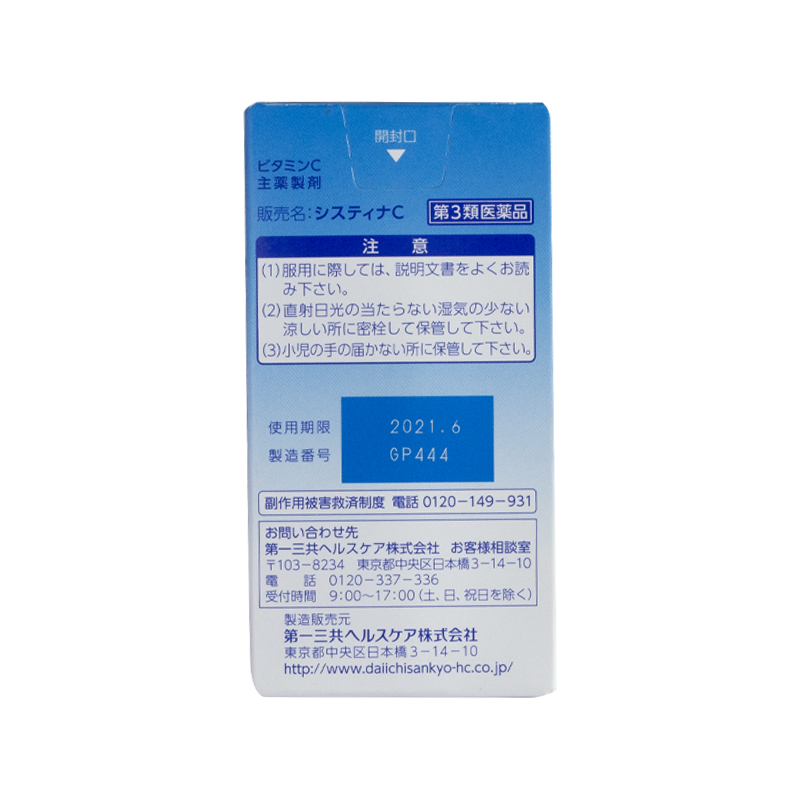 開封口
ビタミンC
主薬製剤
販売名：システィナC 第3類医薬品
注 意
(1)服用に際しては、説明文書をよくお読
み下さい。
(2)直射日光の当たらない湿気の少ない
涼しい所に密栓して保管して下さい。
(3)小児の手の届かない所に保管して下さい。
使用期限 2021.6
製造番号 GP444
副作用被害救済制度 電話 0120-149-931
お問い合わせ先
第一三共ヘルスケア株式会社 お客様相談室
〒103-8234 東京都中央区日本橋3-14-10
電 話 0120-337-336
受付時間 9:00〜17:00(土、日、祝日を除く)
製造販売元
第一三共ヘルスケア株式会社
東京都中央区日本橋3-14-10
http://www.daiichisankyo-hc.co.jp/